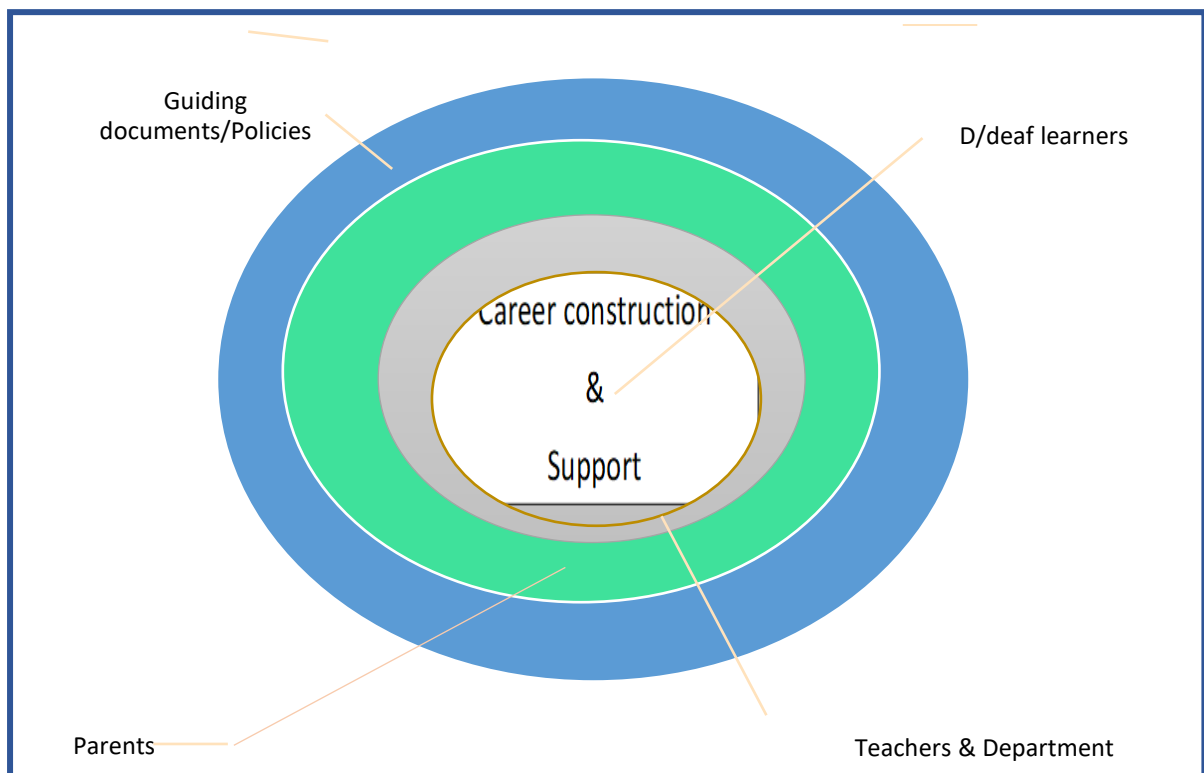 Guiding
documents/Policies
D/deaf learners
Career construction
&
Support
Parents
Teachers & Department